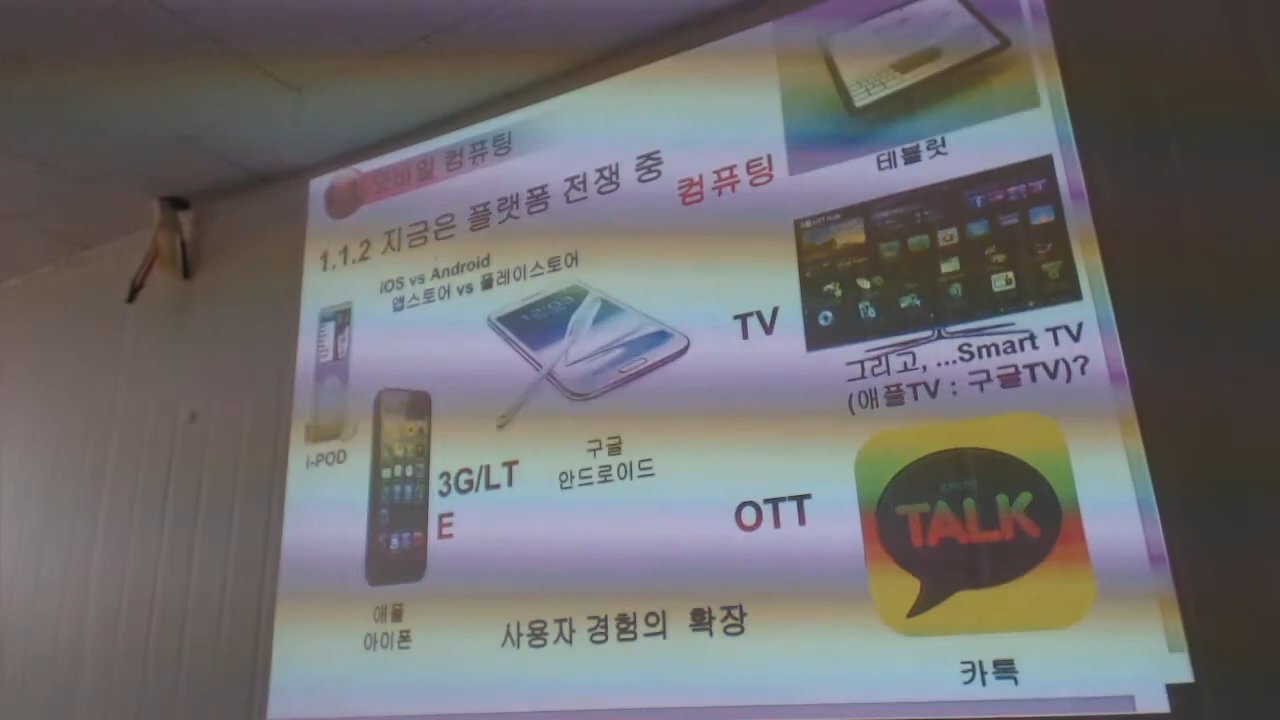 모바일 컴퓨팅
1.1.2 지금은 플랫폼 전쟁 중
컴퓨팅
테블릿
iOS vs Android
앱스토어 vs 플레이스토어
12:03
SMART HUB
TV
그리고, ...Smart TV
(애플TV : 구글TV)?
I-POD
3G/LT
E
구글
안드로이드
OTT
TALK
애플
아이폰
사용자 경험의 확장
카톡